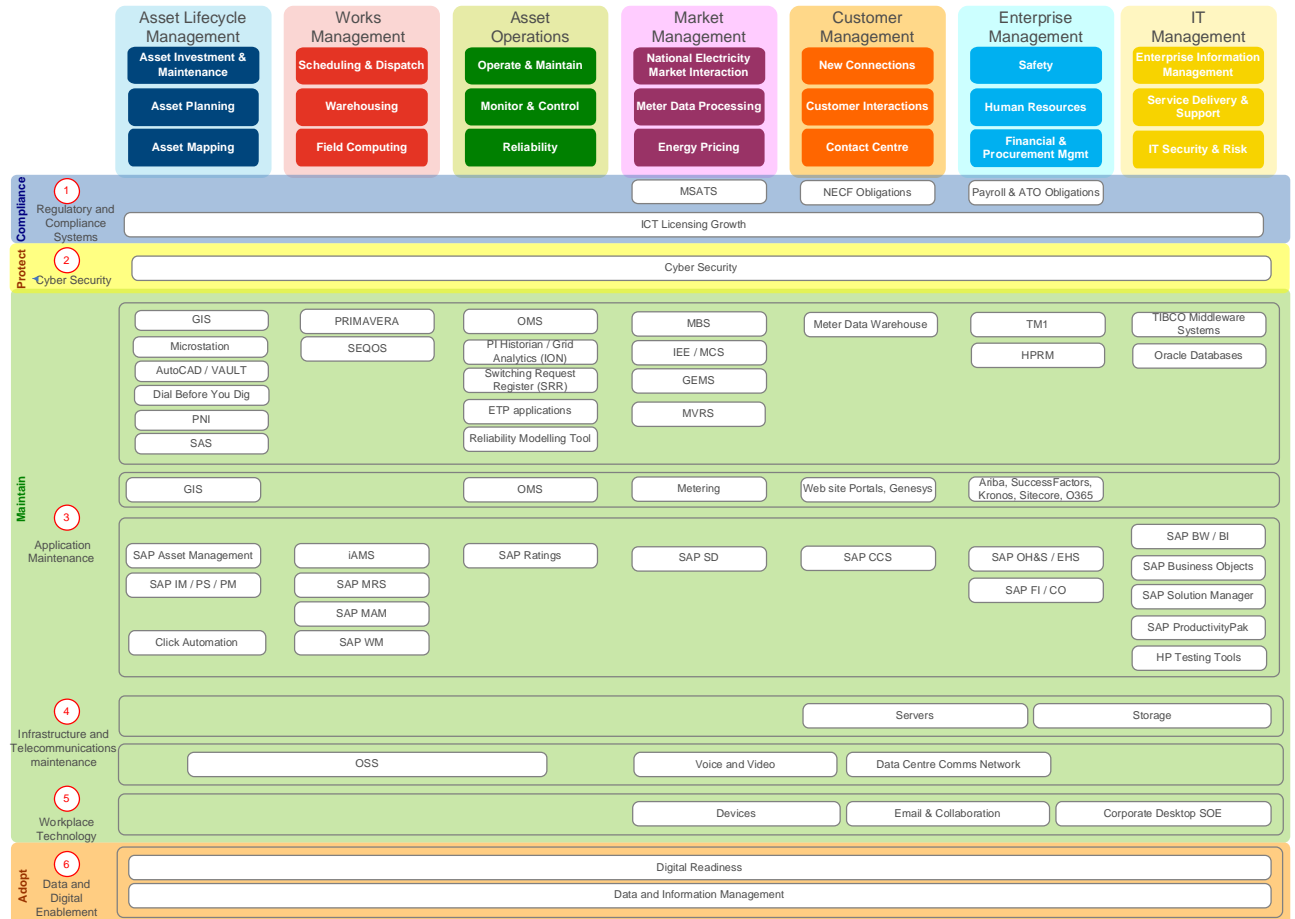 Asset Lifecycle
Management
Asset Investment &
Maintenance
Asset Planning
Asset Mapping
Works
Management
Scheduling & Dispatch
Warehousing
Field Computing
Asset
Operations
Operate & Maintain
Monitor & Control
Reliability
Market
Management
National Electricity
Market Interaction
Meter Data Processing
Energy Pricing
Customer
Management
New Connections
Customer Interactions
Contact Centre
Enterprise
Management
Safety
Human Resources
Financial &
Procurement Mgmt
IT
Management
Enterprise Information
Management
Service Delivery &
Support
IT Security & Risk
Compliance
1
Regulatory and
Compliance
Systems
MSATS
NECF Obligations
Payroll & ATO Obligations
ICT Licensing Growth
Protect
2
Cyber Security
Cyber Security
Maintain
3
Application
Maintenance
GIS
Microstation
AutoCAD / VAULT
Dial Before You Dig
PNI
SAS
PRIMAVERA
SEQOS
OMS
PI Historian / Grid
Analytics (ION)
Switching Request
Register (SRR)
ETP applications
Reliability Modelling Tool
MBS
IEE / MCS
GEMS
MVRS
Meter Data Warehouse
TM1
HPRM
TIBCO Middleware
Systems
Oracle Databases
GIS
OMS
Metering
Web site Portals, Genesys
Ariba, SuccessFactors,
Kronos, Sitecore, O365
SAP Asset Management
SAP IM / PS / PM
Click Automation
iAMS
SAP MRS
SAP MAM
SAP WM
SAP Ratings
SAP SD
SAP CCS
SAP OH&S / EHS
SAP FI / CO
SAP BW / BI
SAP Business Objects
SAP Solution Manager
SAP ProductivityPak
HP Testing Tools
4
Infrastructure and
Telecommunications
maintenance
Servers
Storage
OSS
Voice and Video
Data Centre Comms Network
5
Workplace
Technology
Devices
Email & Collaboration
Corporate Desktop SOE
Adopt
6
Data and
Digital
Enablement
Digital Readiness
Data and Information Management